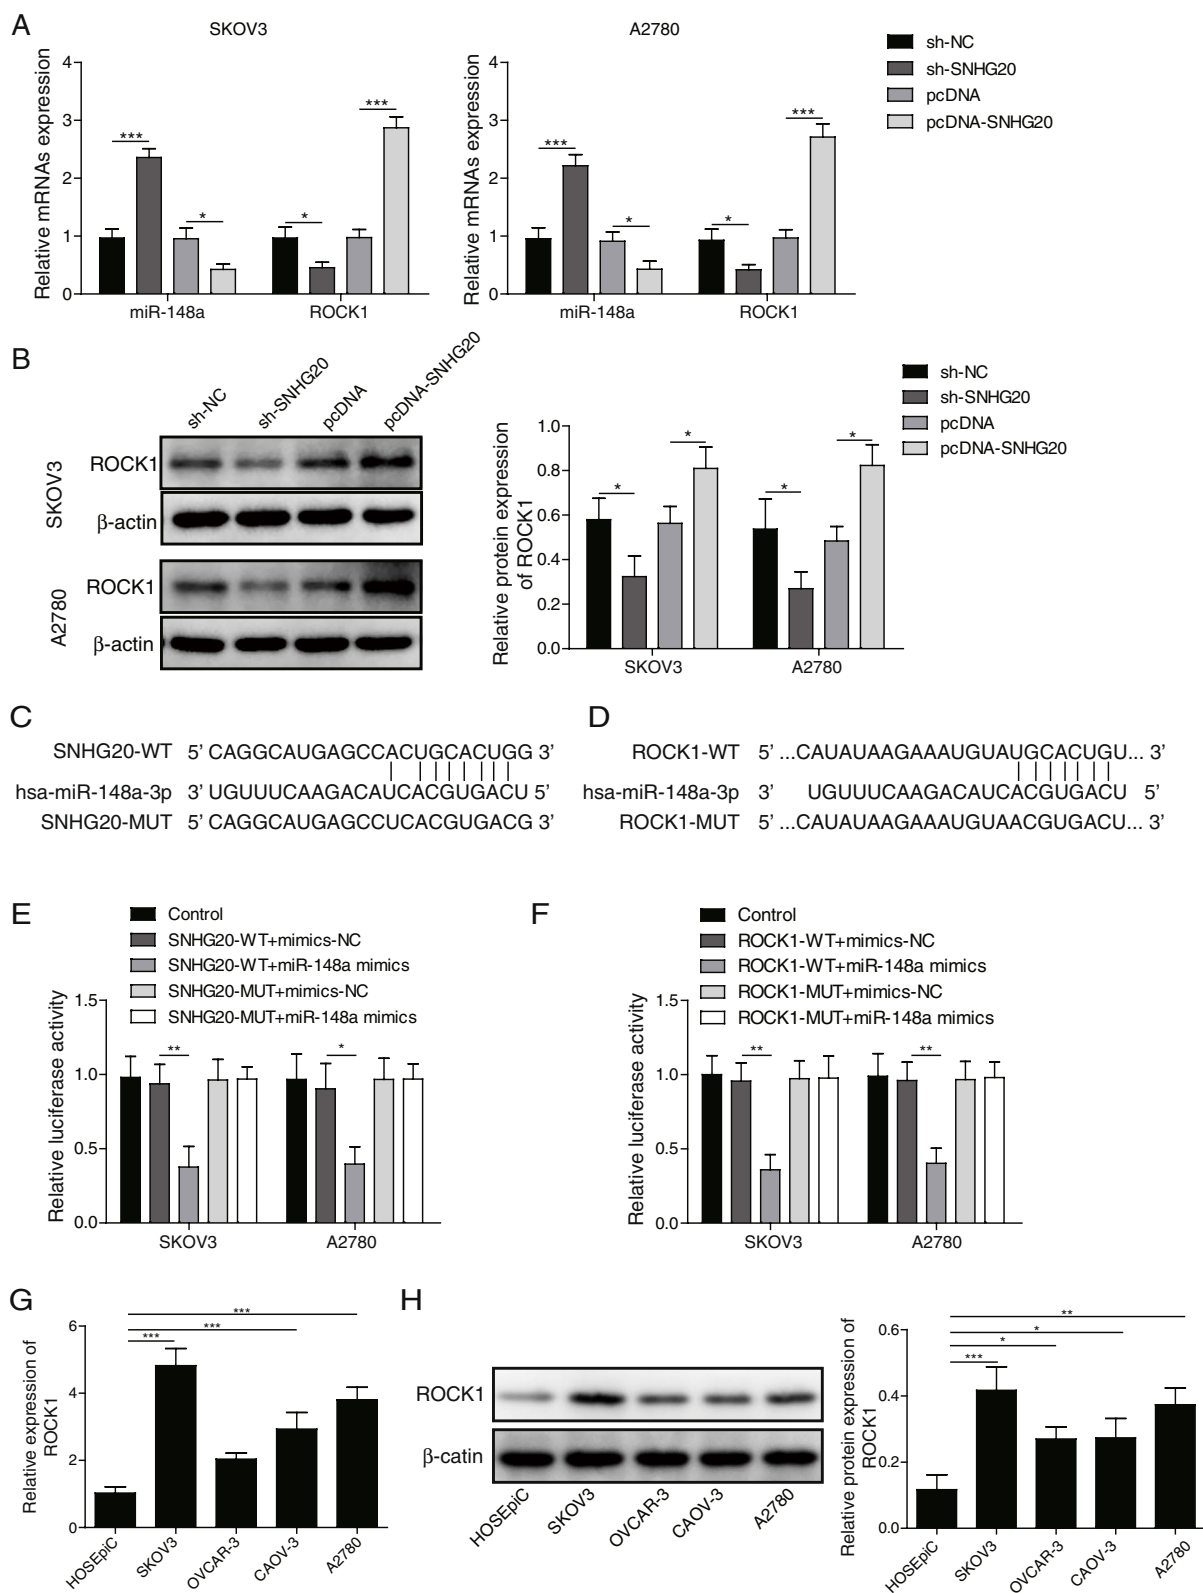 A
SKOV3
A2780
Relative mRNAs expression
4
3
2
1
0
***
*
*
***
miR-148a
ROCK1
Relative mRNAs expression
4
3
2
1
0
***
*
*
***
miR-148a
ROCK1
sh-NC
sh-SNHG20
pcDNA
pcDNA-SNHG20
B
sh-NC
sh-SNHG20
pcDNA
pcDNA-SNHG20
SKOV3
ROCK1
β-actin
A2780
ROCK1
β-actin
Relative protein expression
of ROCK1
1.0
0.8
0.6
0.4
0.2
0.0
*
*
*
*
SKOV3
A2780
sh-NC
sh-SNHG20
pcDNA
pcDNA-SNHG20
C
SNHG20-WT 5’ CAGGCAUGAGCCACUGCACUGG 3’
hsa-miR-148a-3p 3’ UGUUUCAAGACAUCACGUGACU 5’
SNHG20-MUT 5’ CAGGCAUGAGCCUCACGUGACG 3’
D
ROCK1-WT 5’ ...CAUAUAAGAAAUGUAUGCACUGU... 3’
hsa-miR-148a-3p 3’ UGUUUCAAGACAUCACGUGACU 5’
ROCK1-MUT 5’ ...CAUAUAAGAAAUGUAACGUGACU... 3’
E
Control
SNHG20-WT+mimics-NC
SNHG20-WT+miR-148a mimics
SNHG20-MUT+mimics-NC
SNHG20-MUT+miR-148a mimics
Relative luciferase activity
1.5
1.0
0.5
0.0
**
*
SKOV3
A2780
F
Control
ROCK1-WT+mimics-NC
ROCK1-WT+miR-148a mimics
ROCK1-MUT+mimics-NC
ROCK1-MUT+miR-148a mimics
Relative luciferase activity
1.5
1.0
0.5
0.0
**
**
SKOV3
A2780
G
Relative expression of
ROCK1
6
4
2
0
***
***
***
HOSEpiC
SKOV3
OVCAR-3
CAOV-3
A2780
H
ROCK1
β-catin
HOSEpiC
SKOV3
OVCAR-3
CAOV-3
A2780
Relative protein expression of
ROCK1
0.6
0.4
0.2
0.0
**
*
*
***
HOSEpiC
SKOV3
OVCAR-3
CAOV-3
A2780